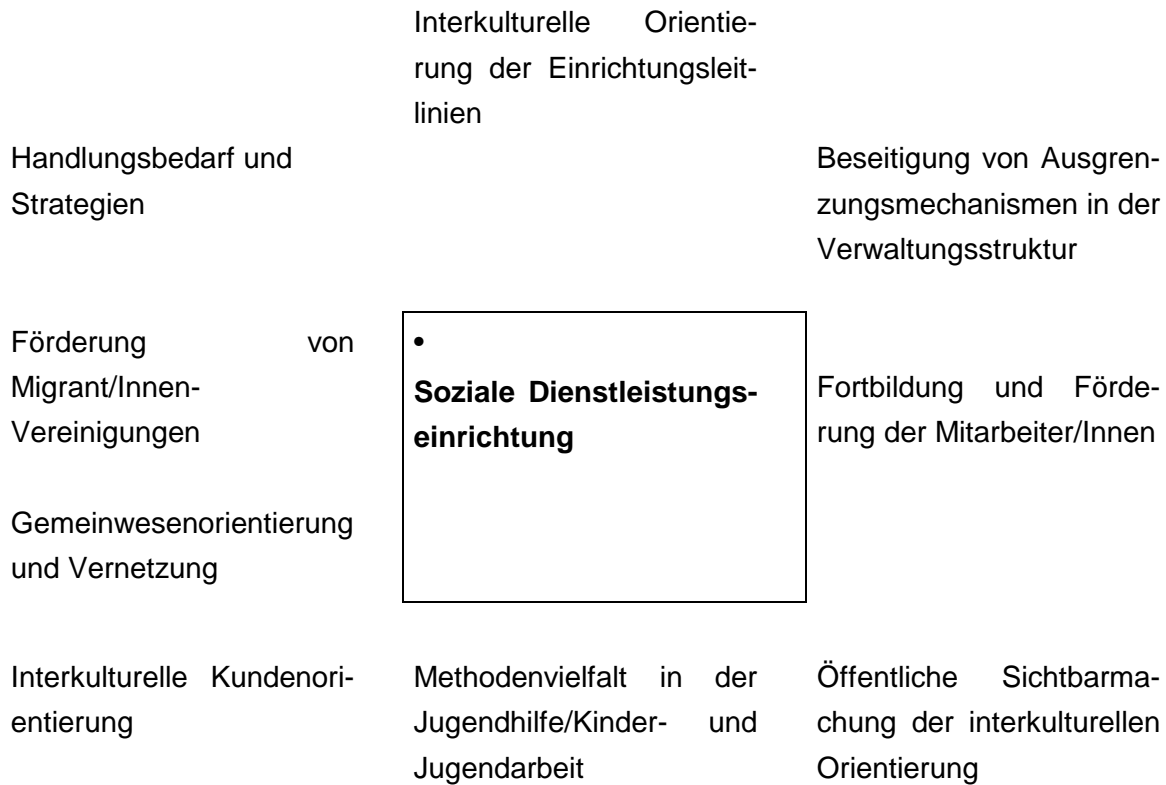 Interkulturelle Orientie-
rung der Einrichtungsleit-
linien
Handlungsbedarf und
Strategien
Beseitigung von Ausgren-
zungsmechanismen in der
Verwaltungsstruktur
Förderung von
Migrant/Innen-
Vereinigungen
•
Soziale Dienstleistungs-
einrichtung
Fortbildung und Förde-
rung der Mitarbeiter/Innen
Gemeinwesenorientierung
und Vernetzung
Interkulturelle Kundenori-
entierung
Methodenvielfalt in der
Jugendhilfe/Kinder- und
Jugendarbeit
Öffentliche Sichtbarma-
chung der interkulturellen
Orientierung